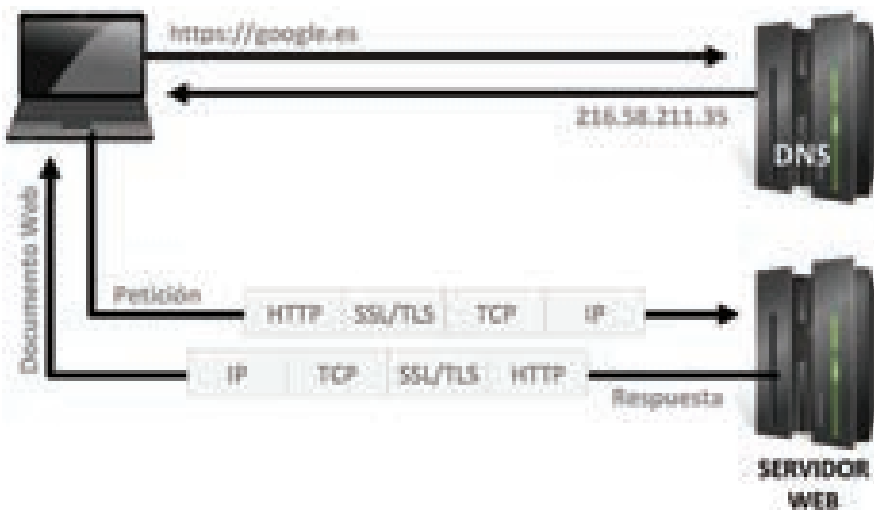 https://google.es
216.58.211.35
DNS
Documento Web
Petición
HTTP SSL/TLS TCP IP
IP TCP SSL/TLS HTTP
Respuesta
SERVIDOR
WEB